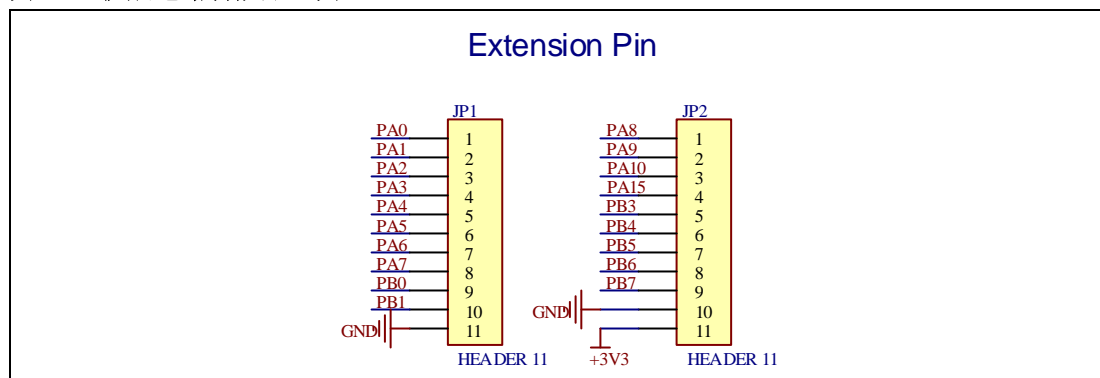 Extension Pin
JP1
PA0 1
PA1 2
PA2 3
PA3 4
PA4 5
PA5 6
PA6 7
PA7 8
PB0 9
PB1 10
GND 11
HEADER 11
JP2
PA8 1
PA9 2
PA10 3
PA15 4
PB3 5
PB4 6
PB5 7
PB6 8
PB7 9
GND 10
11
+3V3
HEADER 11